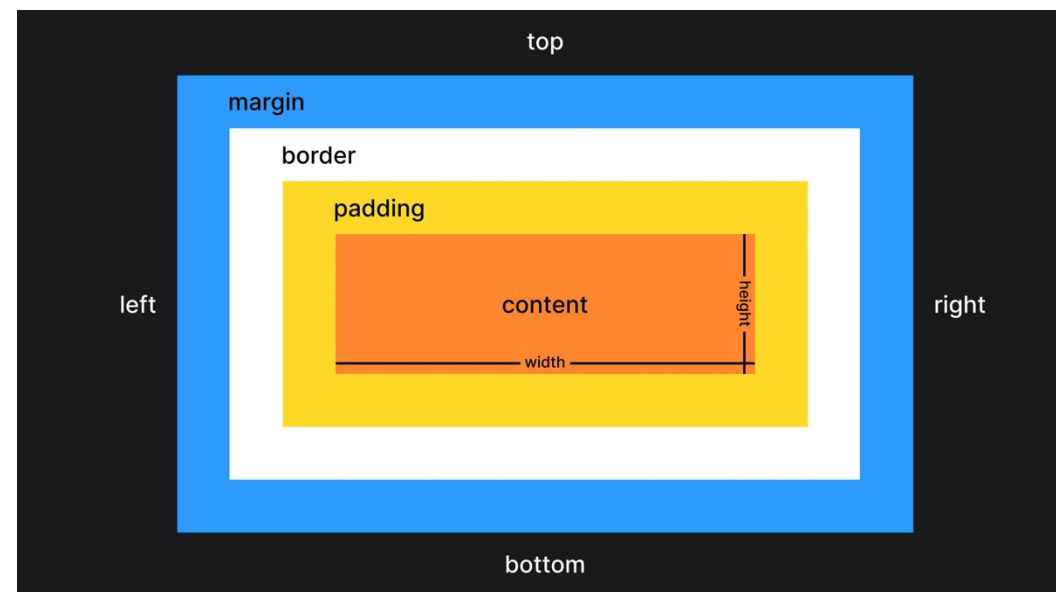 top
margin
border
padding
left
content
height
right
width
bottom